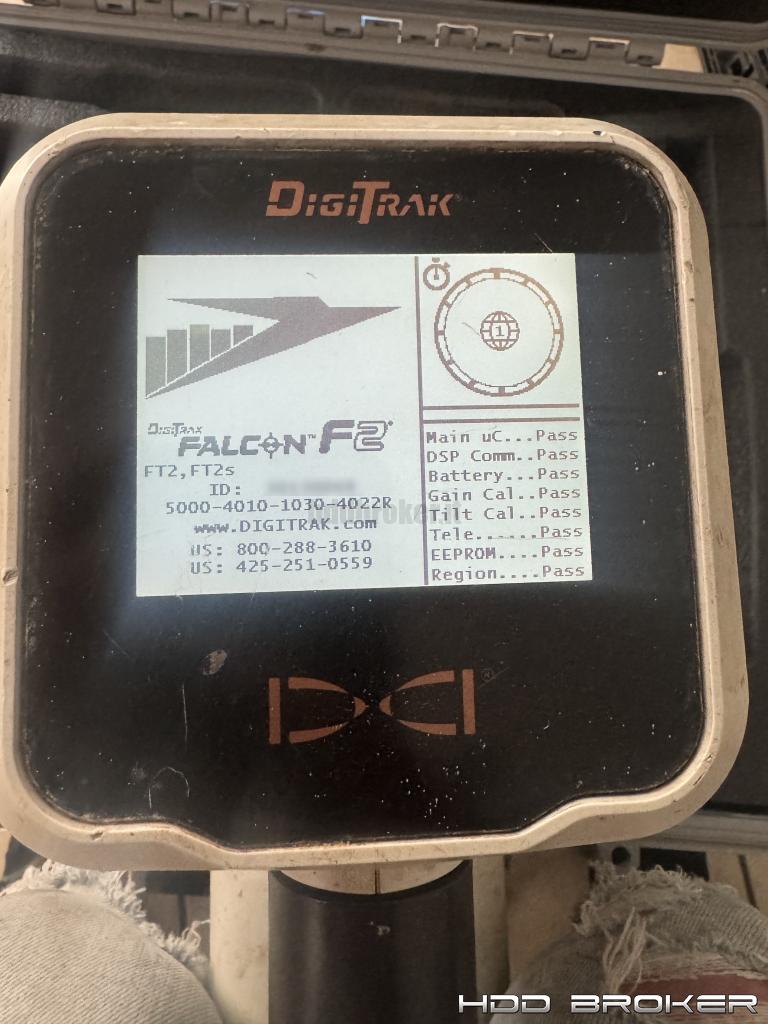 DIGITRAK
1
DIGITRAK
FALCON™ F2
FT2,FT2s
ID:
5000-4010-1030-4022R
www.DIGITRAK.com
US: 800-288-3610
US: 425-251-0559
Main uC...Pass
DSP Comm..Pass
Battery...Pass
Gain Cal..Pass
Tilt Cal..Pass
Tele......Pass
EEPROM....Pass
Region....Pass
®
HDD BROKER